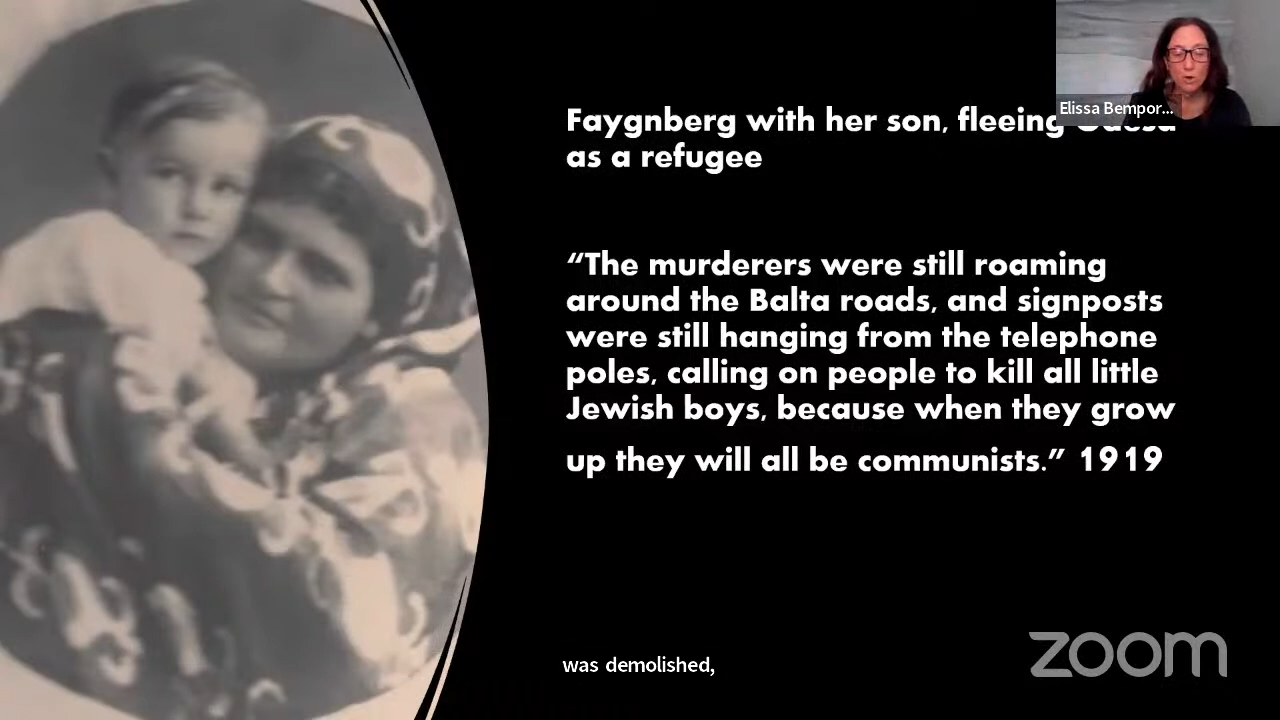 Elissa Bempor...
Faygnberg with her son, fleeing
as a refugee
“The murderers were still roaming
around the Balta roads, and signposts
were still hanging from the telephone
poles, calling on people to kill all little
Jewish boys, because when they grow
up they will all be communists.” 1919
was demolished,
zoom